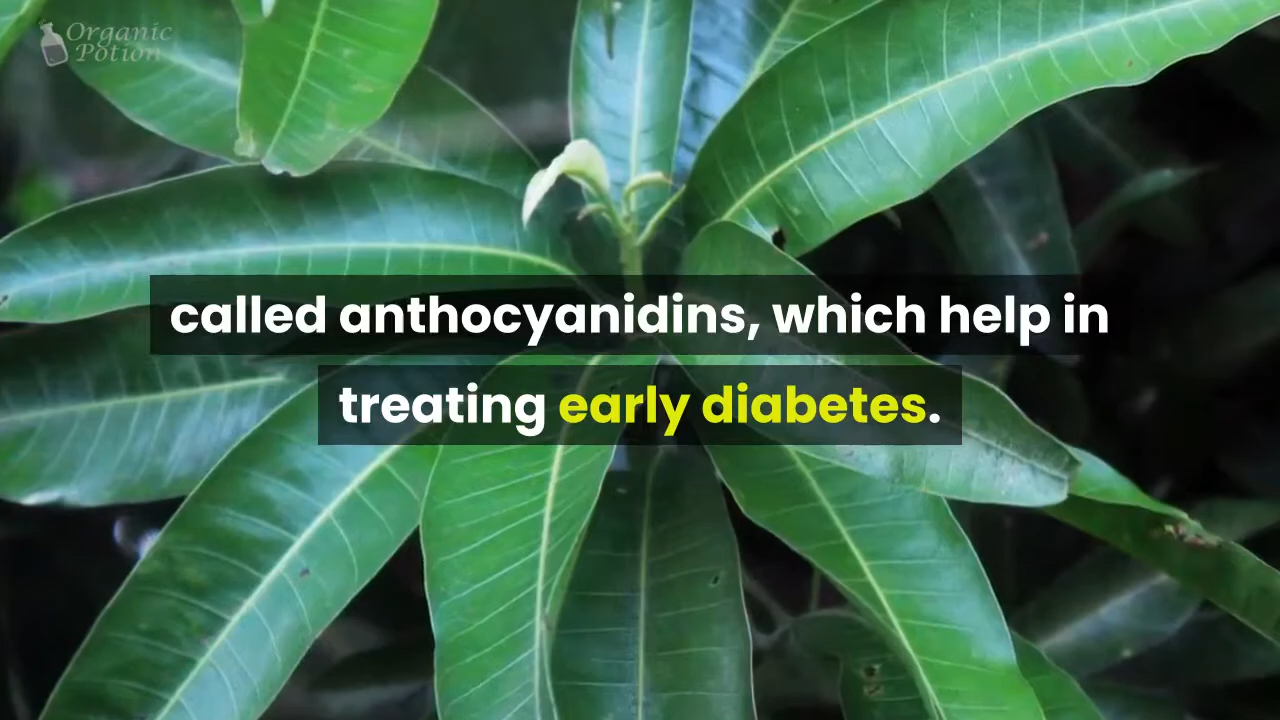 Organic
Potion
called anthocyanidins, which help in
treating early diabetes.